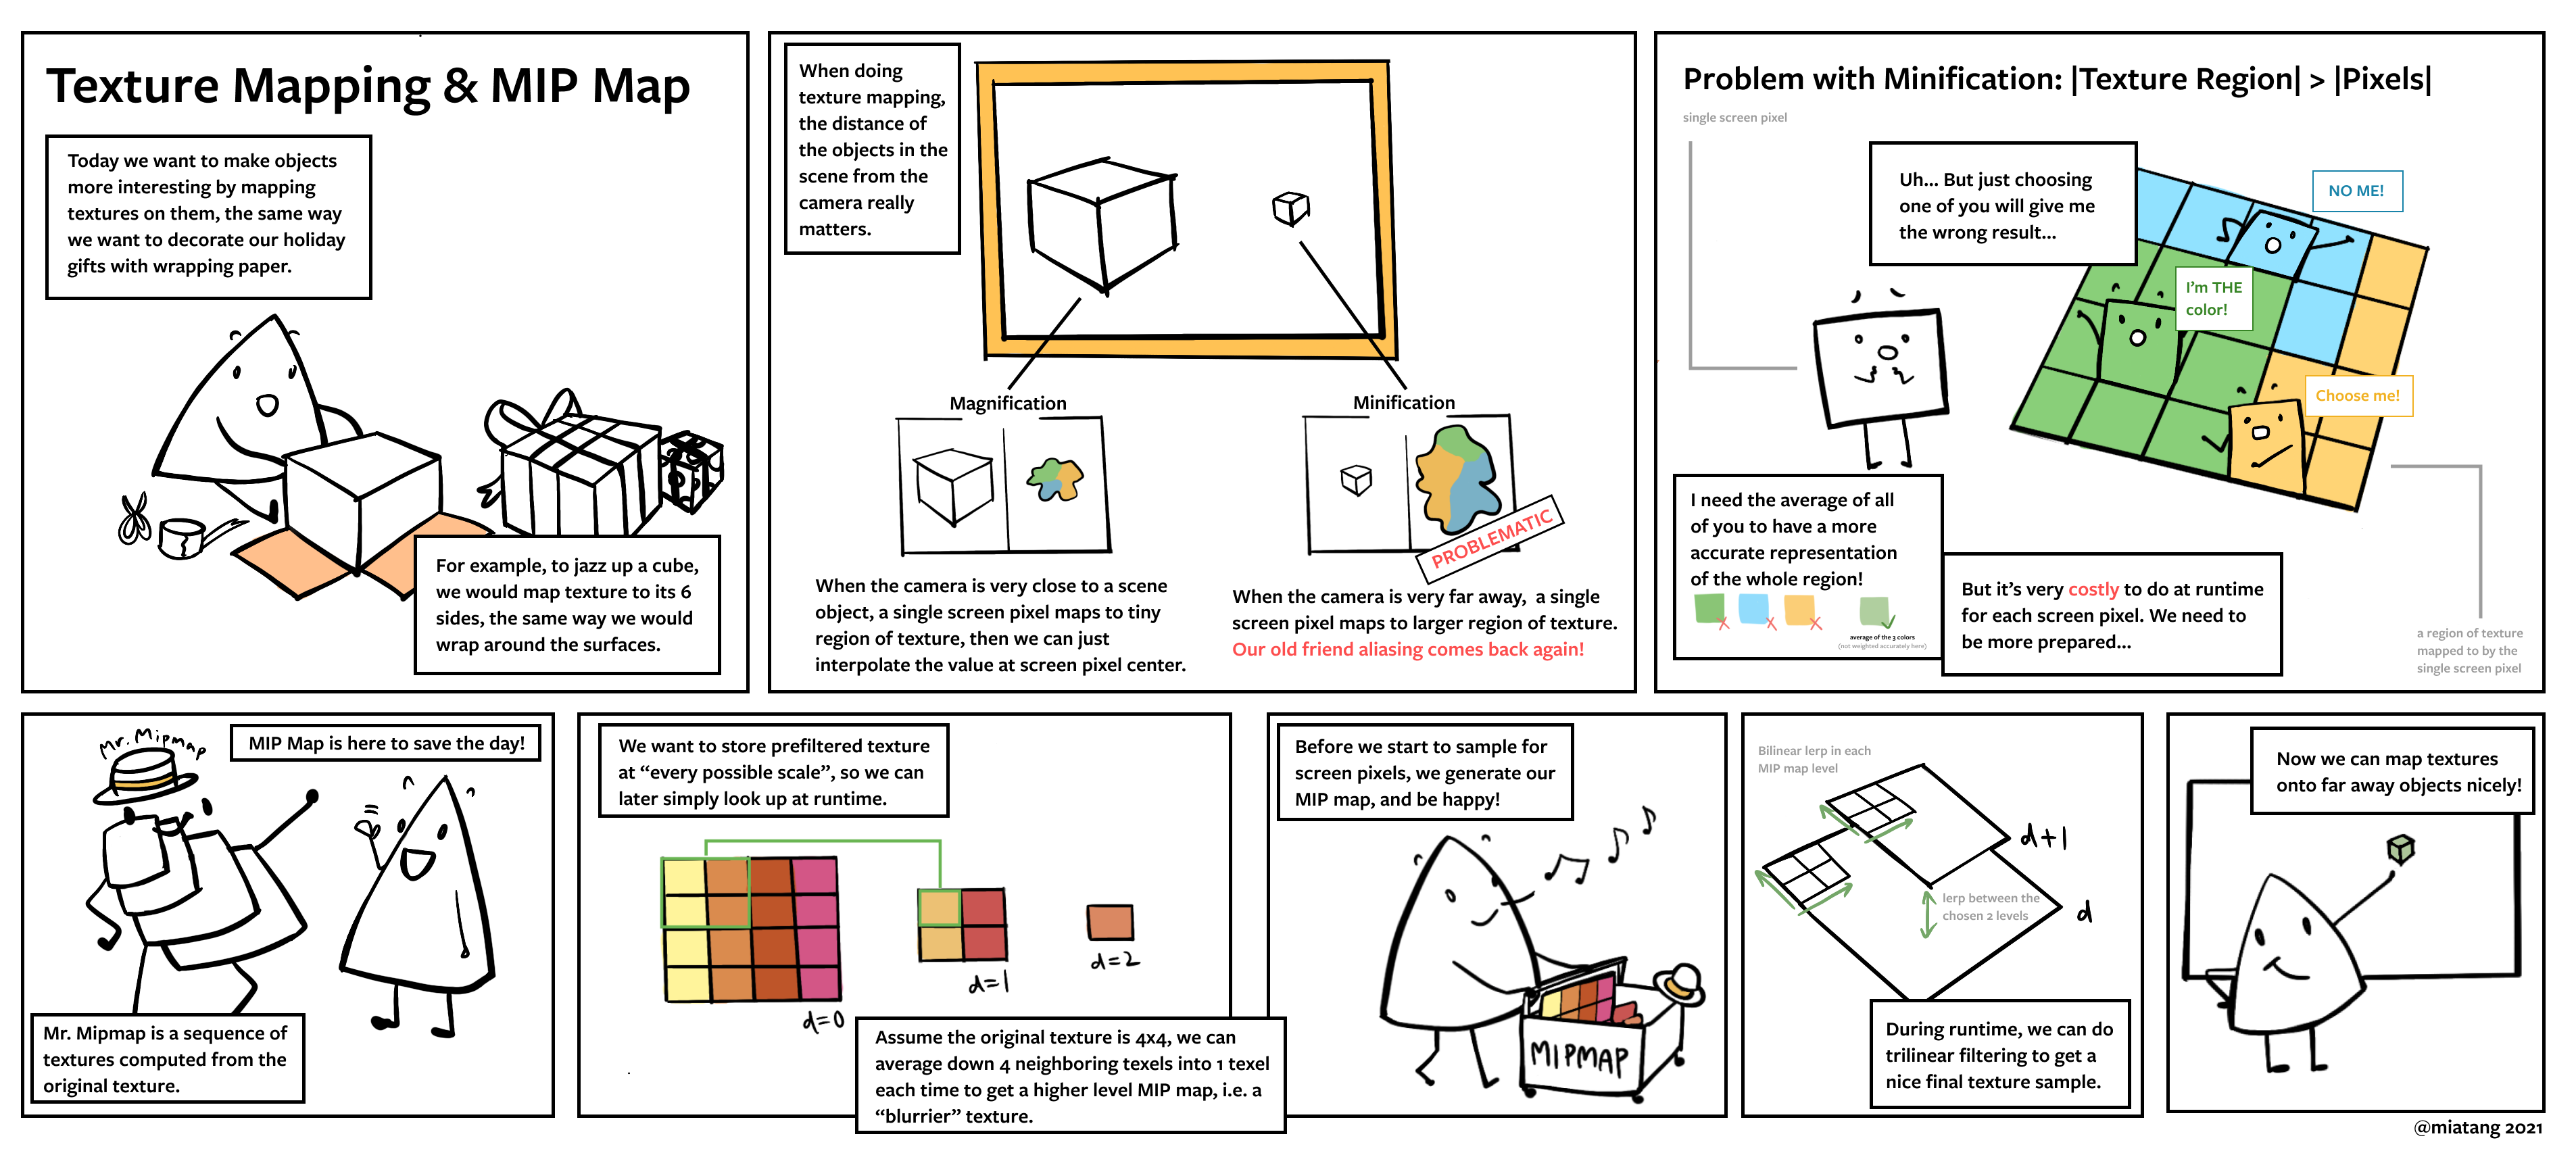 Texture Mapping & MIP Map
Today we want to make objects
more interesting by mapping
textures on them, the same way
we want to decorate our holiday
gifts with wrapping paper.
For example, to jazz up a cube,
we would map texture to its 6
sides, the same way we would
wrap around the surfaces.
When doing
texture mapping,
the distance of
the objects in the
scene from the
camera really
matters.
Magnification
When the camera is very close to a scene
object, a single screen pixel maps to tiny
region of texture, then we can just
interpolate the value at screen pixel center.
Minification
PROBLEMATIC
When the camera is very far away, a single
screen pixel maps to larger region of texture.
Our old friend aliasing comes back again!
Problem with Minification: |Texture Region| > |Pixels|
single screen pixel
Uh... But just choosing
one of you will give me
the wrong result...
NO ME!
I'm THE
color!
Choose me!
I need the average of all
of you to have a more
accurate representation
of the whole region!
average of the 3 colors
(not weighted accurately here)
But it's very costly to do at runtime
for each screen pixel. We need to
be more prepared...
a region of texture
mapped to by the
single screen pixel
Mr. Mipmap
MIP Map is here to save the day!
Mr. Mipmap is a sequence of
textures computed from the
original texture.
We want to store prefiltered texture
at "every possible scale", so we can
later simply look up at runtime.
d=0
d=1
d=2
Assume the original texture is 4x4, we can
average down 4 neighboring texels into 1 texel
each time to get a higher level MIP map, i.e. a
"blurrier" texture.
Before we start to sample for
screen pixels, we generate our
MIP map, and be happy!
MIPMAP
Bilinear lerp in each
MIP map level
d+1
lerp between the
chosen 2 levels
d
During runtime, we can do
trilinear filtering to get a
nice final texture sample.
Now we can map textures
onto far away objects nicely!
@miatang 2021